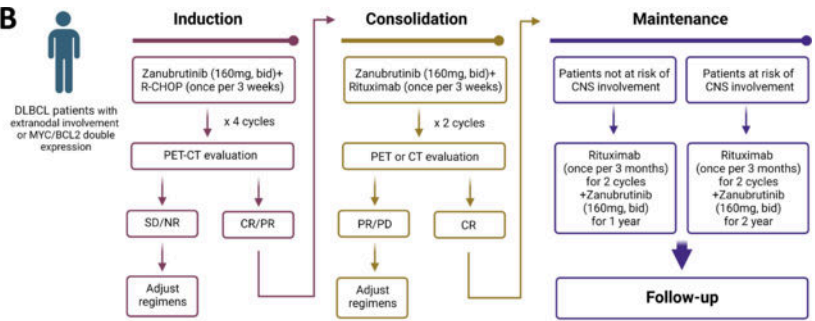 B
DLBCL patients with
extranodal involvement
or MYC/BCL2 double
expression
Induction
Zanubrutinib (160mg, bid)+
R-CHOP (once per 3 weeks)
x 4 cycles
PET-CT evaluation
SD/NR
CR/PR
Adjust
regimens
Consolidation
Zanubrutinib (160mg, bid)+
Rituximab (once per 3weeks)
x 2 cycles
PET or CT evaluation
PR/PD
CR
Adjust
regimens
Maintenance
Patients not at risk of
CNS involvement
Patients at risk of
CNS involvement
Rituximab
(once per 3 months)
for 2 cycles
+Zanubrutinib
(160mg, bid)
for 1 year
Rituximab
(once per 3 months)
for 2 cycles
+Zanubrutinib
(160mg, bid)
for 2 year
Follow-up